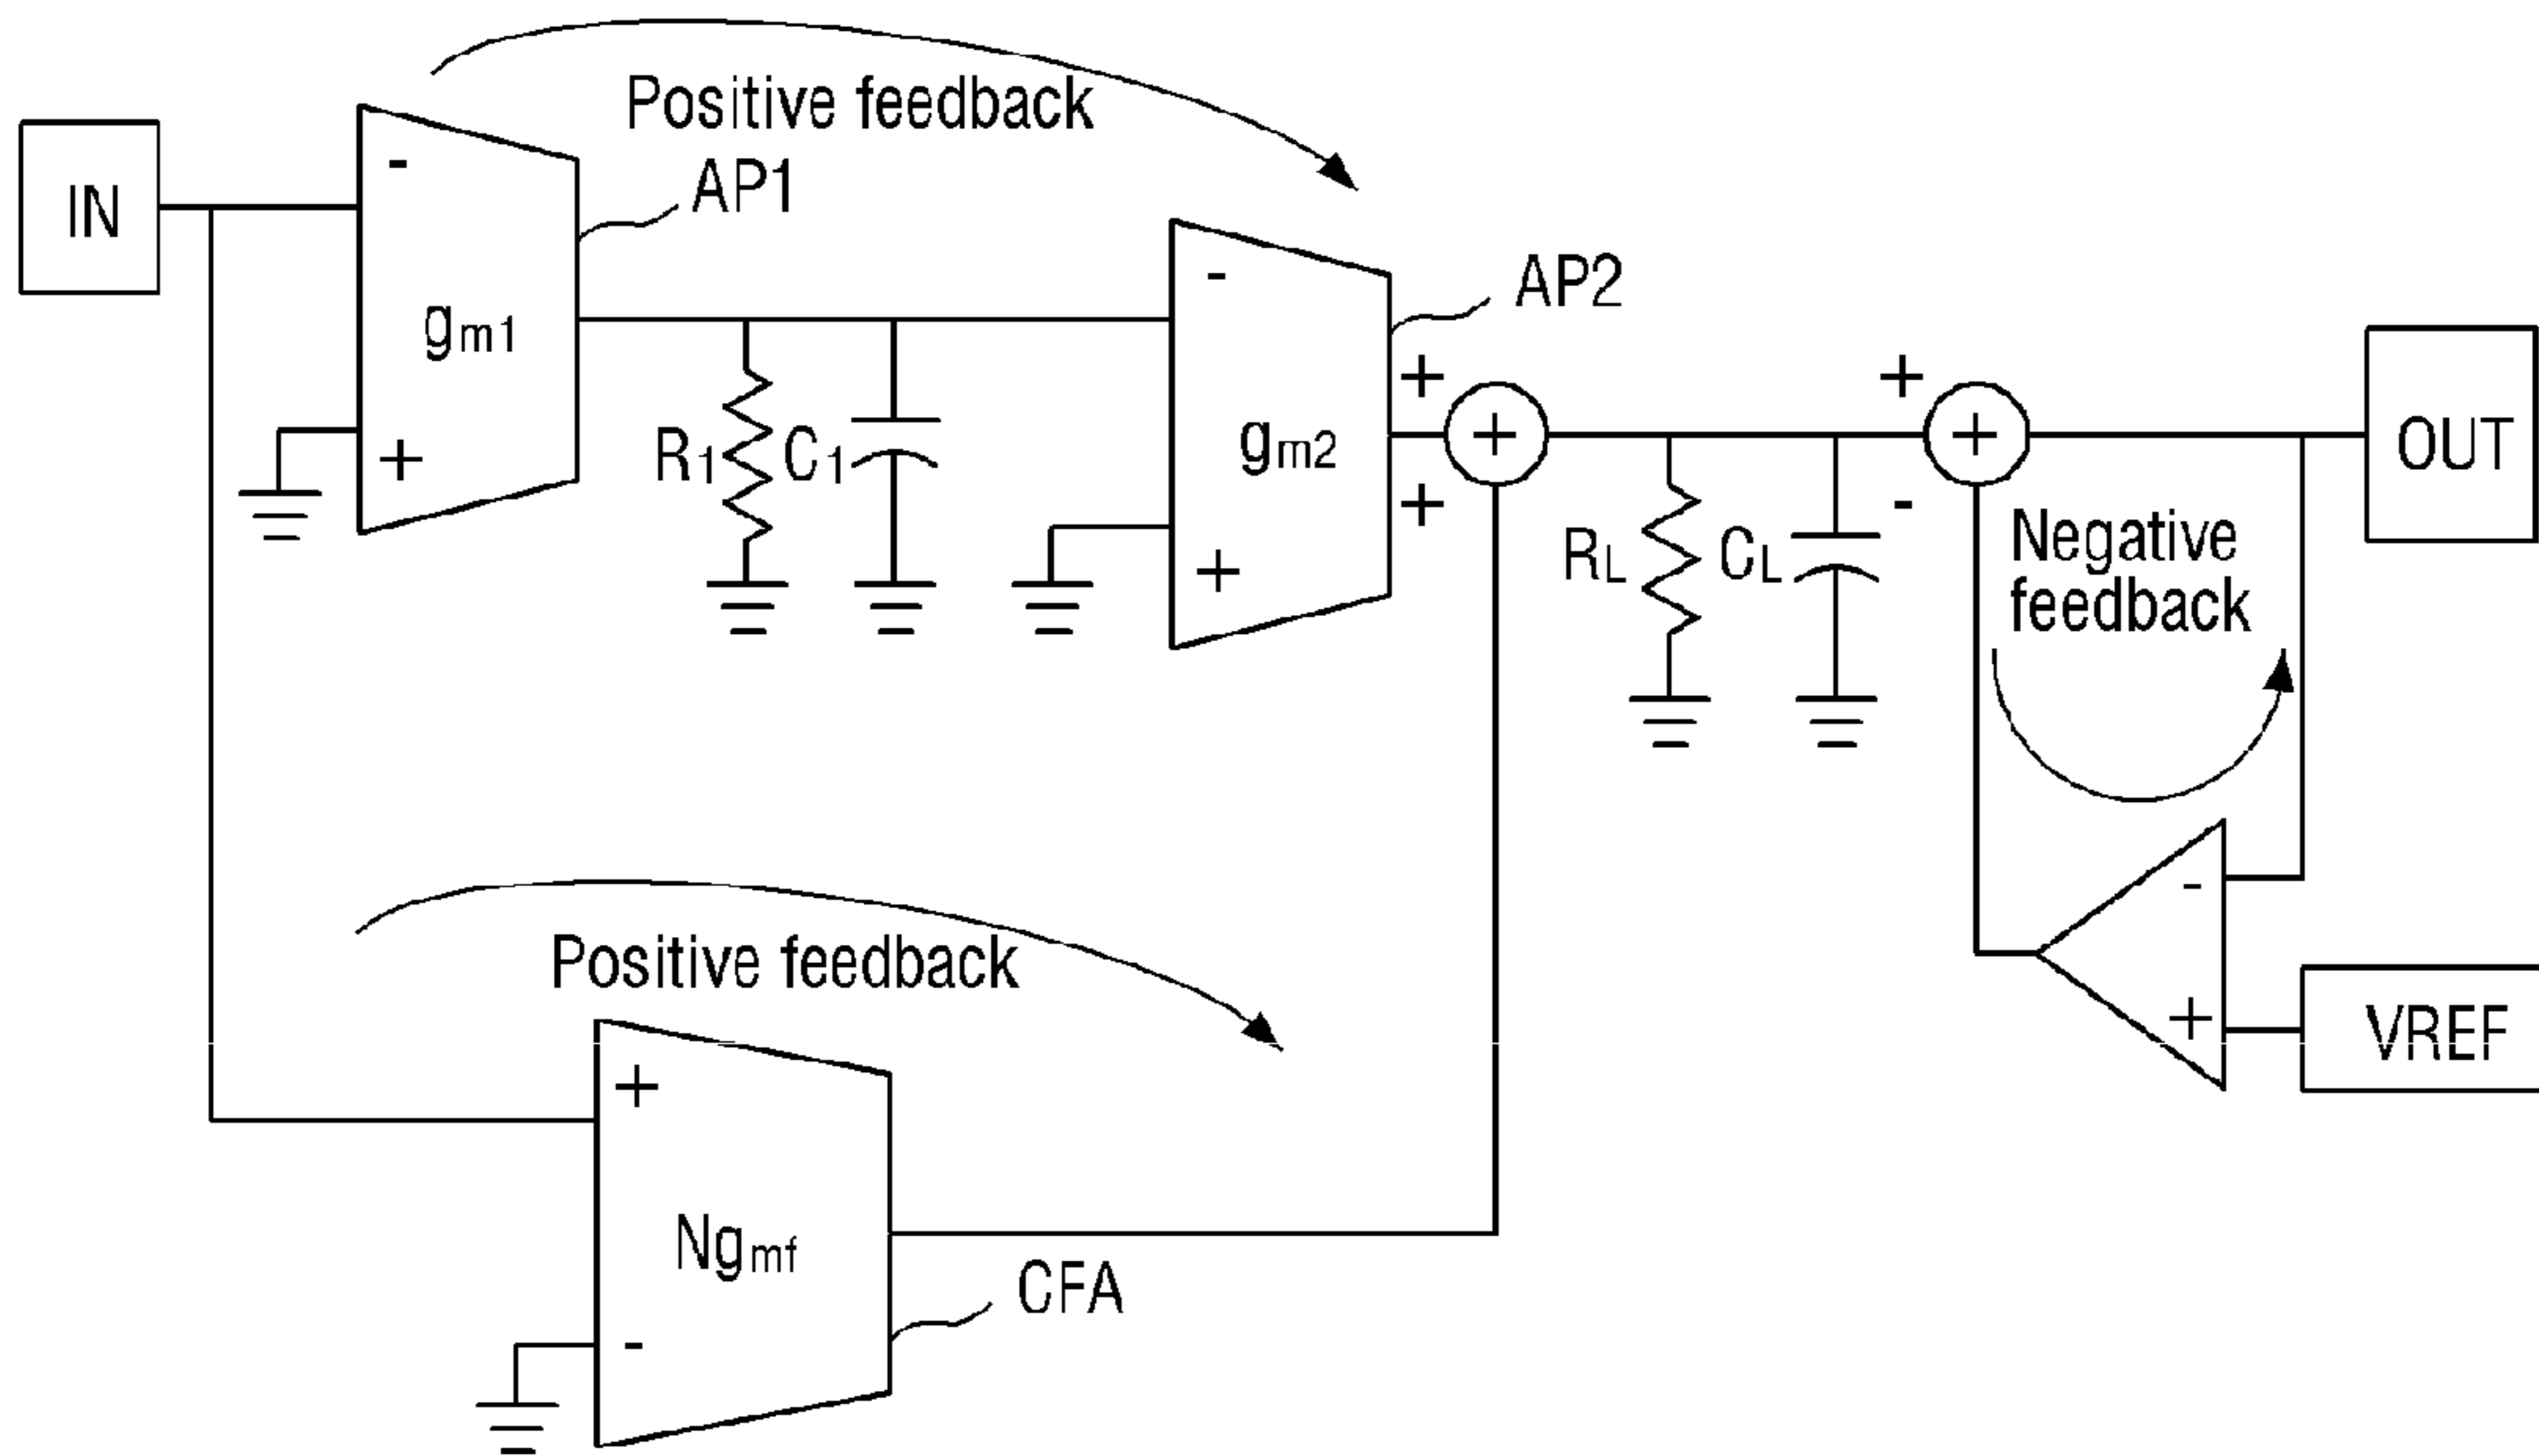 Positive feedback
IN
-
AP1
gm1
+
-
AP2
gm2
+
R1
C1
+
+
+
+
RL
CL
+
-
+
OUT
Negative
feedback
-
+
VREF
Positive feedback
+
Ngmf
-
CFA